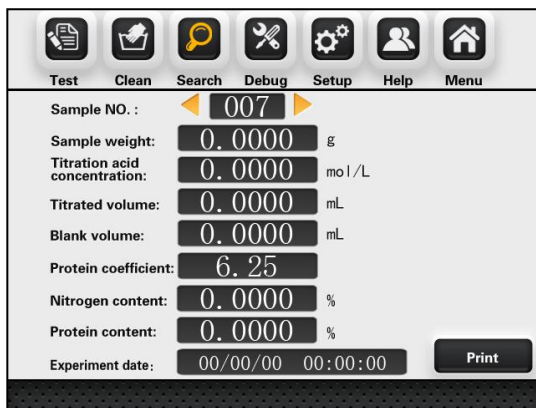 Test Clean Search Debug Setup Help Menu
Sample NO. : 007
Sample weight: 0.0000 g
Titration acid
concentration: 0.0000 mol/L
Titrated volume: 0.0000 mL
Blank volume: 0.0000 mL
Protein coefficient: 6.25
Nitrogen content: 0.0000 %
Protein content: 0.0000 %
Experiment date: 00/00/00 00:00:00 Print